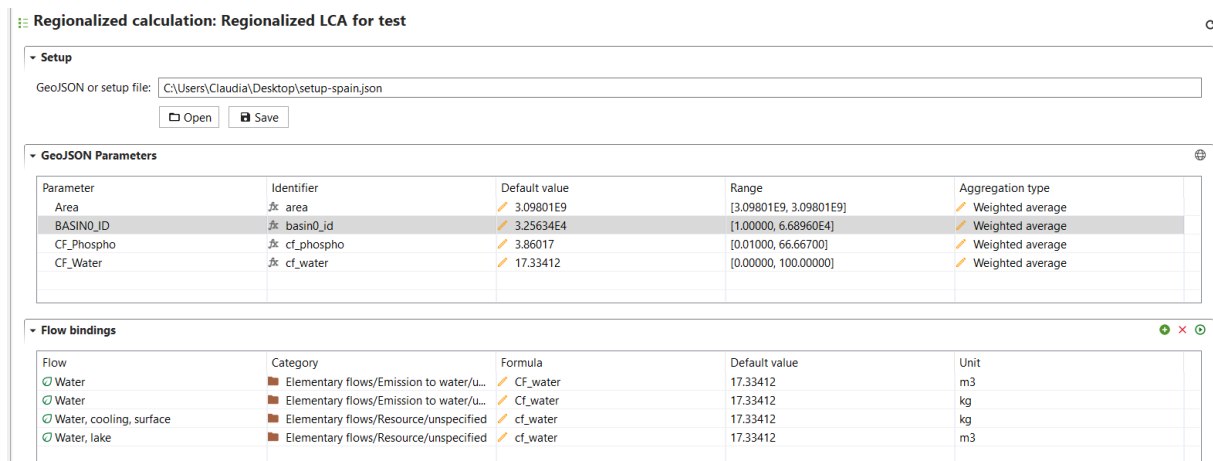 Regionalized calculation: Regionalized LCA for test
Setup
GeoJSON or setup file: C:\Users\Claudia\Desktop\setup-spain.json
Open Save
GeoJSON Parameters
Parameter Identifier Default value Range Aggregation type
Area fx area 3.09801E9 [3.09801E9, 3.09801E9] Weighted average
BASIN0_ID fx basin0_id 3.25634E4 [1.00000, 6.68960E4] Weighted average
CF_Phospho fx cf_phospho 3.86017 [0.01000, 66.66700] Weighted average
CF_Water fx cf_water 17.33412 [0.00000, 100.00000] Weighted average
Flow bindings
Flow Category Formula Default value Unit
Water Elementary flows/Emission to water/u... CF_water 17.33412 m3
Water Elementary flows/Emission to water/u... Cf_water 17.33412 kg
Water, cooling, surface Elementary flows/Resource/unspecified cf_water 17.33412 kg
Water, lake Elementary flows/Resource/unspecified cf_water 17.33412 m3